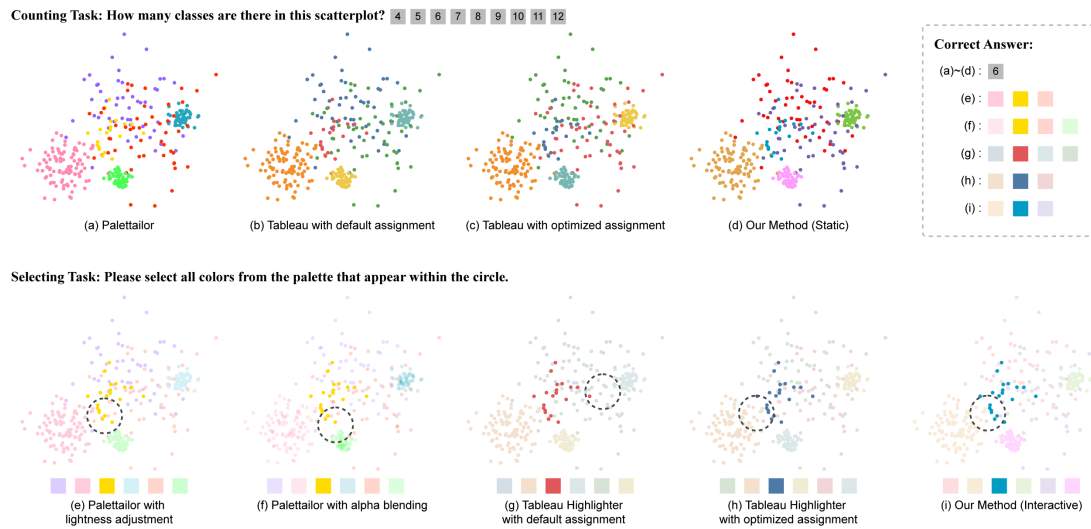 Counting Task: How many classes are there in this scatterplot? 4 5 6 7 8 9 10 11 12
(a) Palettailor
(b) Tableau with default assignment
(c) Tableau with optimized assignment
(d) Our Method (Static)
Correct Answer:
(a)~(d) : 6
(e) :
(f) :
(g) :
(h) :
(i) :
Selecting Task: Please select all colors from the palette that appear within the circle.
(e) Palettailor with
lightness adjustment
(f) Palettailor with alpha blending
(g) Tableau Highlighter
with default assignment
(h) Tableau Highlighter
with optimized assignment
(i) Our Method (Interactive)